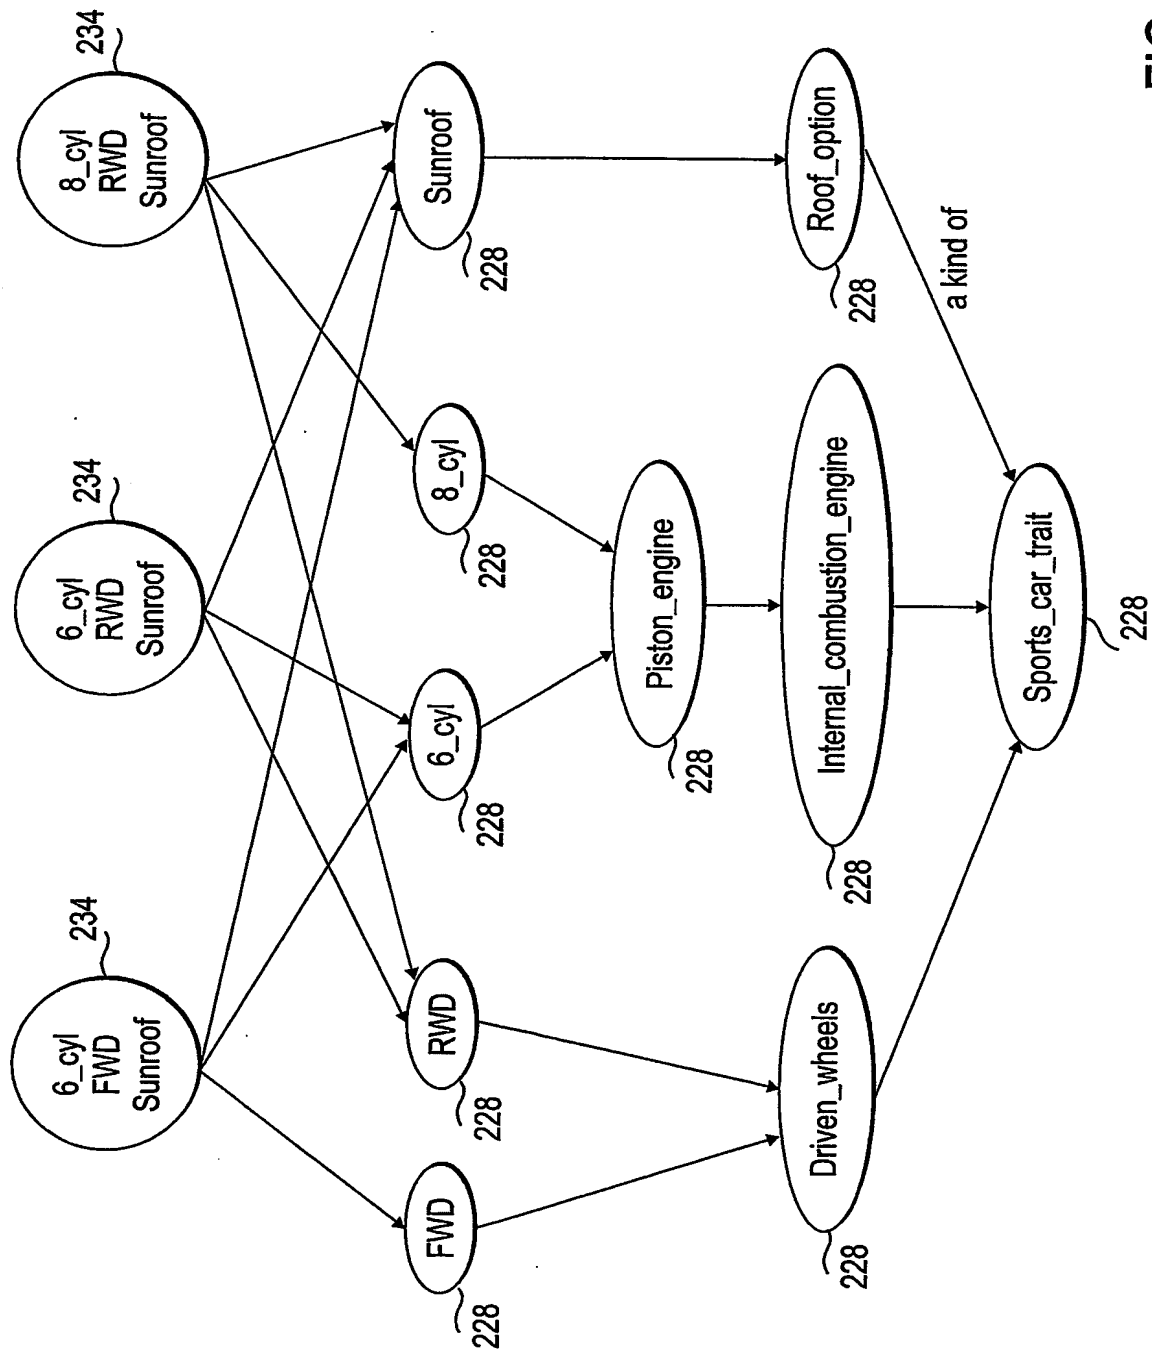 234
6_cyl
FWD
Sunroof
234
6_cyl
RWD
Sunroof
234
8_cyl
RWD
Sunroof
FWD
228
RWD
228
6_cyl
228
8_cyl
228
Sunroof
228
Piston_engine
228
Driven_wheels
228
Internal_combustion_engine
228
Roof_option
228
a kind of
Sports_car_trait
228